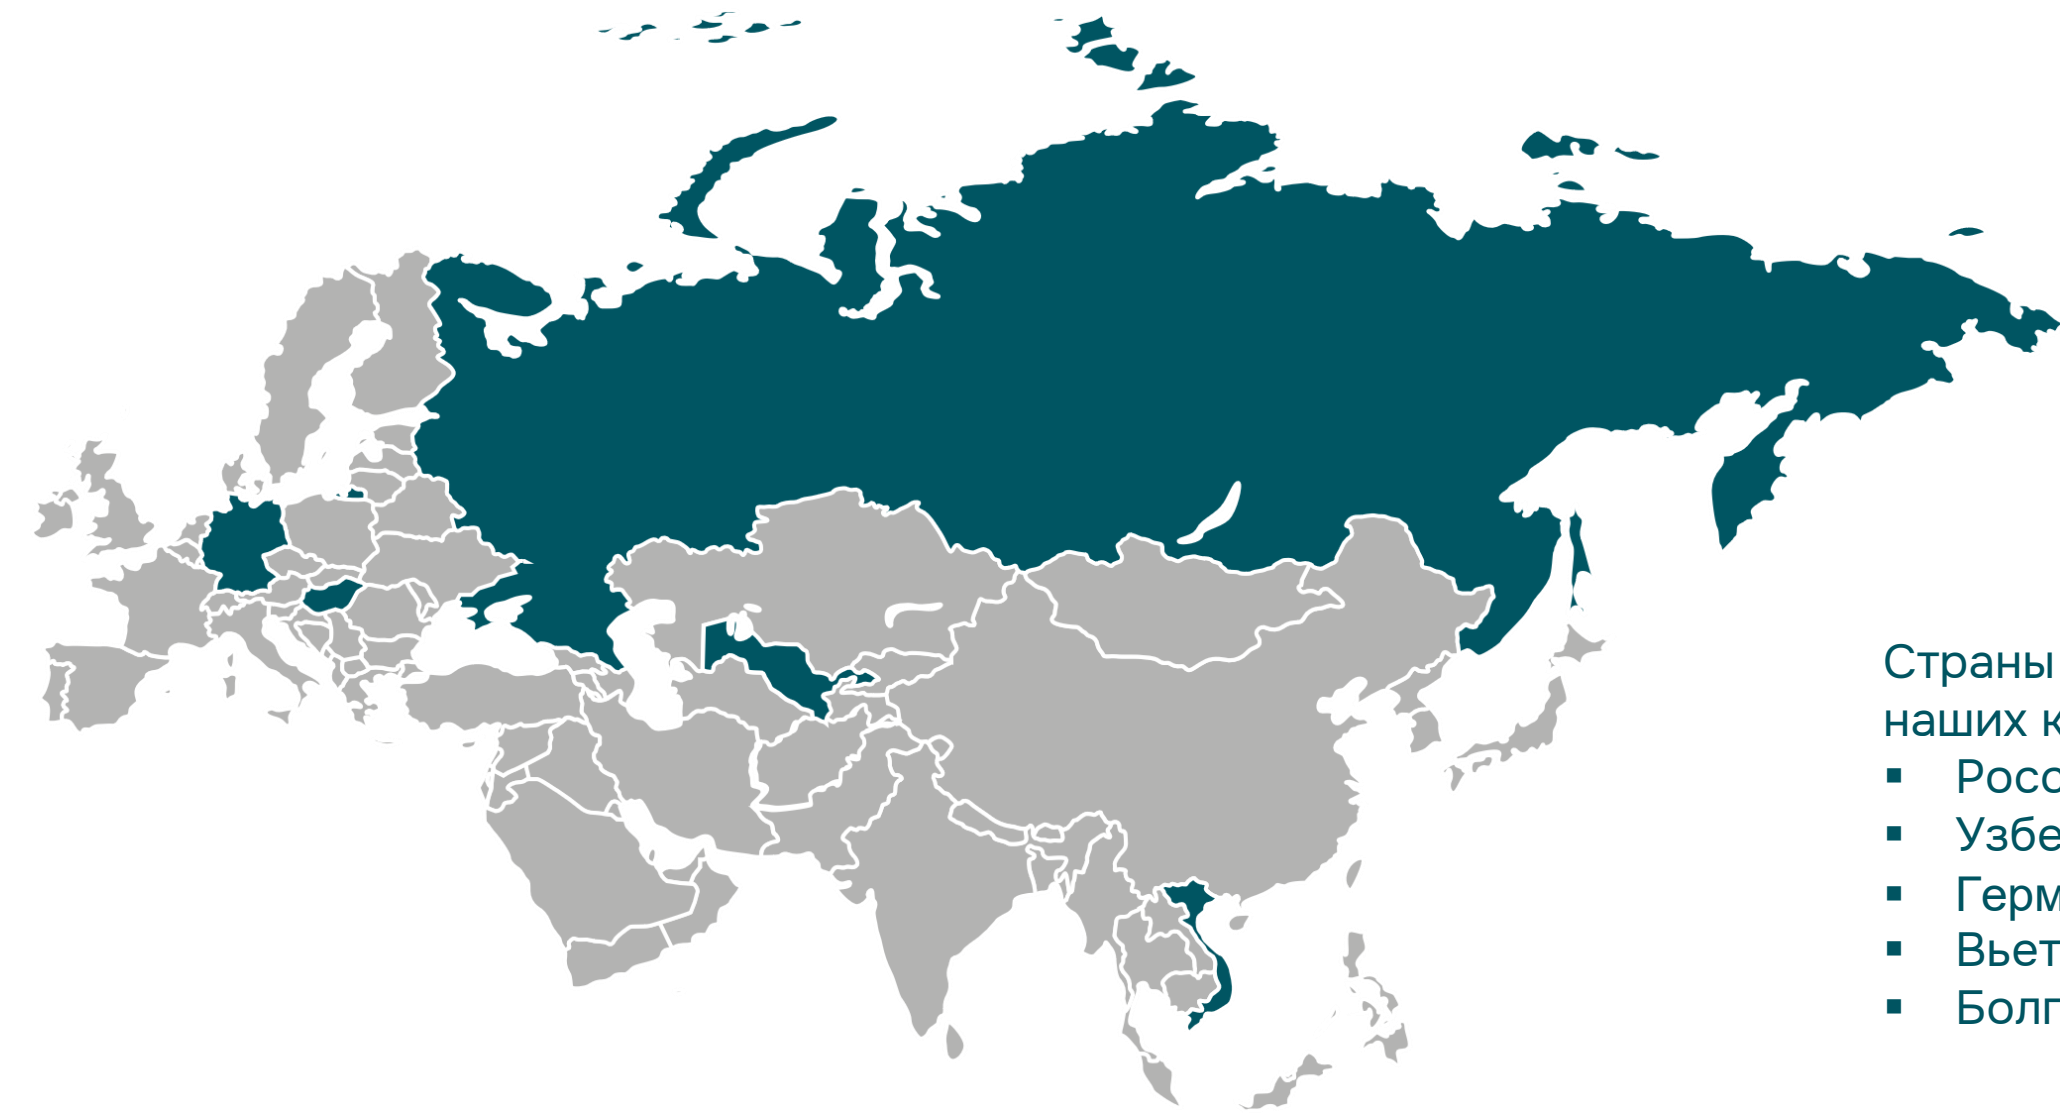 Страны
наших к
▪ Росс
▪ Узбе
▪ Герм
▪ Вьет
▪ Болг